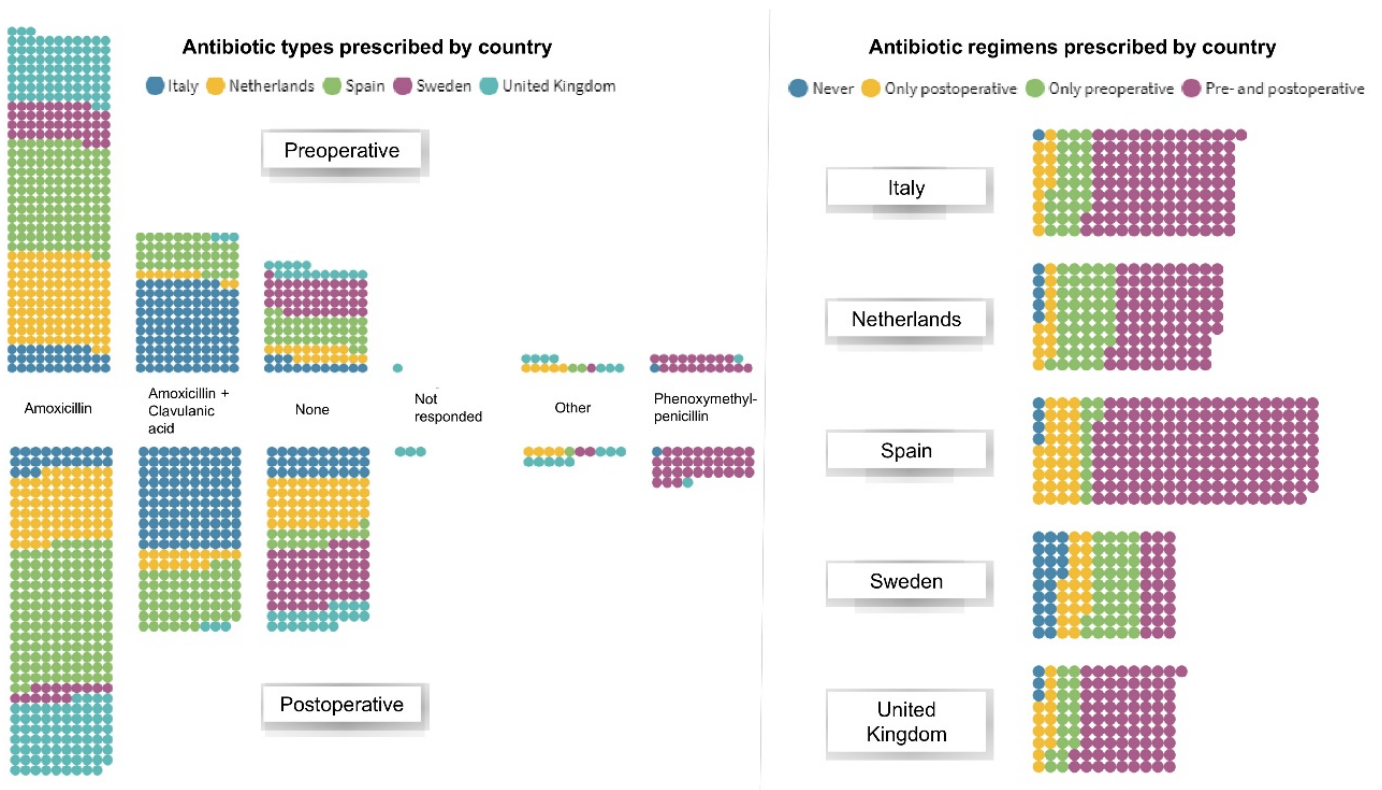 Antibiotic types prescribed by country
Italy Netherlands Spain Sweden United Kingdom
Preoperative
Amoxicillin
Amoxicillin +
Clavulanic
acid
None
Not
responded
Other
Phenoxymethyl-
penicillin
Postoperative
Antibiotic regimens prescribed by country
Never Only postoperative Only preoperative Pre- and postoperative
Italy
Netherlands
Spain
Sweden
United
Kingdom